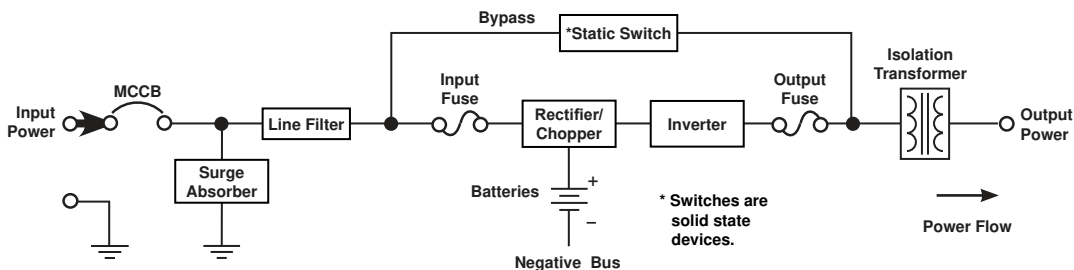 Bypass
*Static Switch
Isolation
Transformer
MCCB
Input
Fuse
Output
Fuse
Input
Power
Line Filter
Rectifier/
Chopper
Inverter
Output
Power
Surge
Absorber
Batteries
+
−
* Switches are
solid state
devices.
Power Flow
Negative Bus